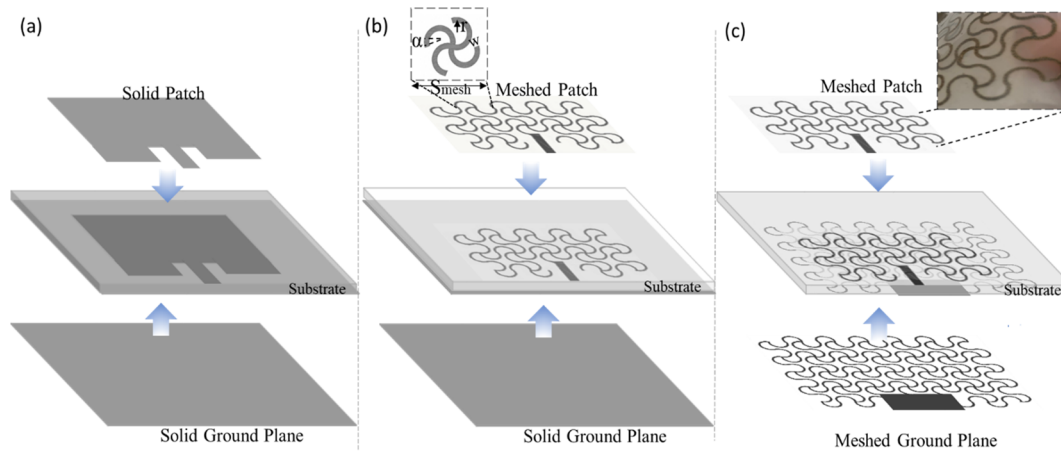 (a)
Solid Patch
Substrate
Solid Ground Plane
(b)
α
r
w
Smesh
Meshed Patch
Substrate
Solid Ground Plane
(c)
Meshed Patch
Substrate
Meshed Ground Plane